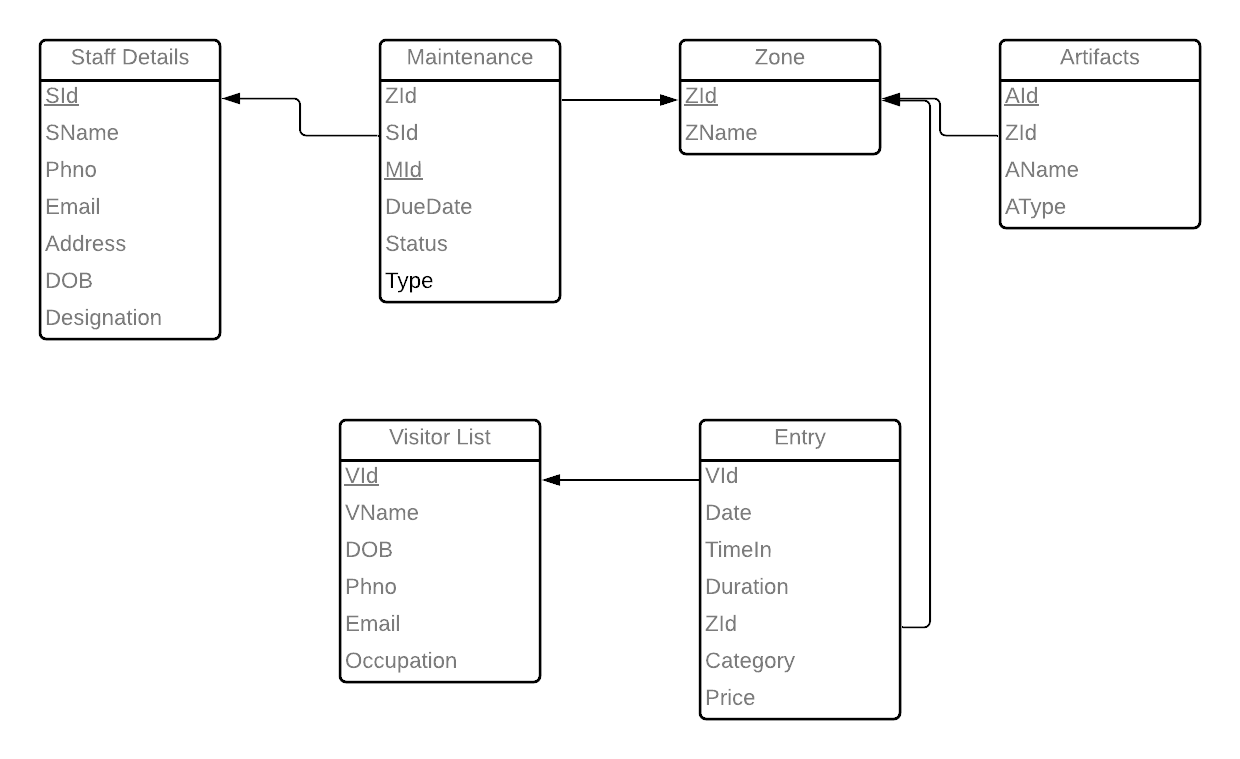 Staff Details
SId
SName
Phno
Email
Address
DOB
Designation
Maintenance
ZId
SId
MId
DueDate
Status
Type
Zone
ZId
ZName
Artifacts
AId
ZId
AName
AType
Visitor List
VId
VName
DOB
Phno
Email
Occupation
Entry
VId
Date
TimeIn
Duration
ZId
Category
Price